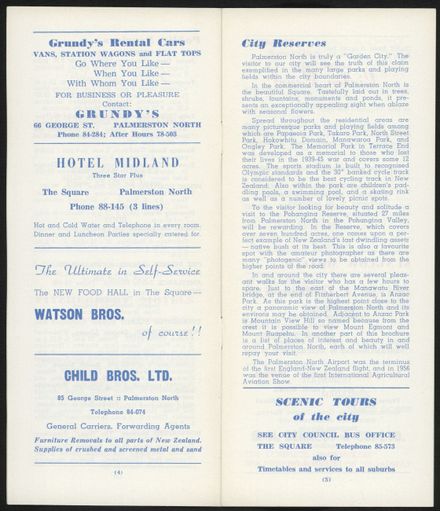 Grundy's Rental Cars
VANS, STATION WAGONS and FLAT TOPS
Go Where You Like —
When You Like —
With Whom You Like —
FOR BUSINESS OR PLEASURE
Contact:
GRUNDY'S
66 GEORGE ST. PALMERSTON NORTH
Phone 84-284; After Hours 78-503
HOTEL MIDLAND
Three Star Plus
The Square Palmerston North
Phone 88-145 (3 lines)
Hot and Cold Water and Telephone in every room.
Dinner and Luncheon Parties specially catered for.
The Ultimate in Self-Service
The NEW FOOD HALL in The Square—
WATSON BROS.
of course!!
CHILD BROS. LTD.
85 George Street :: Palmerston North
Telephone 84-074
General Carriers, Forwarding Agents
Furniture Removals to all parts of New Zealand.
Supplies of crushed and screened metal and sand
(4)
City Reserves
Palmerston North is truly a "Garden City." The
visitor to our city will see the truth of this claim
exemplified in the many large parks and playing
fields within the city boundaries.
In the commercial heart of Palmerston North is
the beautiful Square. Tastefully laid out in trees,
shrubs, fountains, monuments and ponds, it pre-
sents an exceptionally appealing sight when ablaze
with seasonal flowers.
Spread throughout the residential areas are
many picturesque parks and playing fields among
which are Papaeoia Park, Takaro Park, North Street
Park, Hokowhitu Domain, Manawaroa Park, and
Ongley Park. The Memorial Park in Terrace End
was developed as a memorial to those who lost
their lives in the 1939-45 war and covers some 12
acres. The sports stadium is built to recognised
Olympic standards and the 30° banked cycle track
is considered to be the best cycling track in New
Zealand. Also within the park are children's pad-
dling pools, a swimming pool, and a skating rink
as well as a number of lovely picnic spots.
To the visitor looking for beauty and solitude a
visit to the Pohangina Reserve, situated 27 miles
from Palmerston North in the Pohangina Valley,
will be rewarding. In the Reserve, which covers
over seven hundred acres, one comes upon a per-
fect example of New Zealand's fast dwindling assets
—native bush at its best. This is also a favourite
spot with the amateur photographer as there are
many "photogenic" views to be obtained from the
higher points of the road.
In and around the city there are several pleas-
ant walks for the visitor who has a few hours to
spare. Just to the east of the Manawatu River
bridge, at the end of Fitzherbert Avenue, is Anzac
Park. As this park is the highest point close to the
city a panoramic view of Palmerston North and its
environs may be obtained. Adjacent to Anzac Park
is Mountain View Hill so named because from the
crest it is possible to view Mount Egmont and
Mount Ruapehu. In another part of this brochure
is a list of places of interest and beauty in and
around Palmerston North, each of which will well
repay your visit.
The Palmerston North Airport was the terminus
of the first England-New Zealand flight, and in 1956
was the venue of the first International Agricultural
Aviation Show.
SCENIC TOURS
of the city
SEE CITY COUNCIL BUS OFFICE
THE SQUARE Telephone 85-573
also for
Timetables and services to all suburbs
(5)